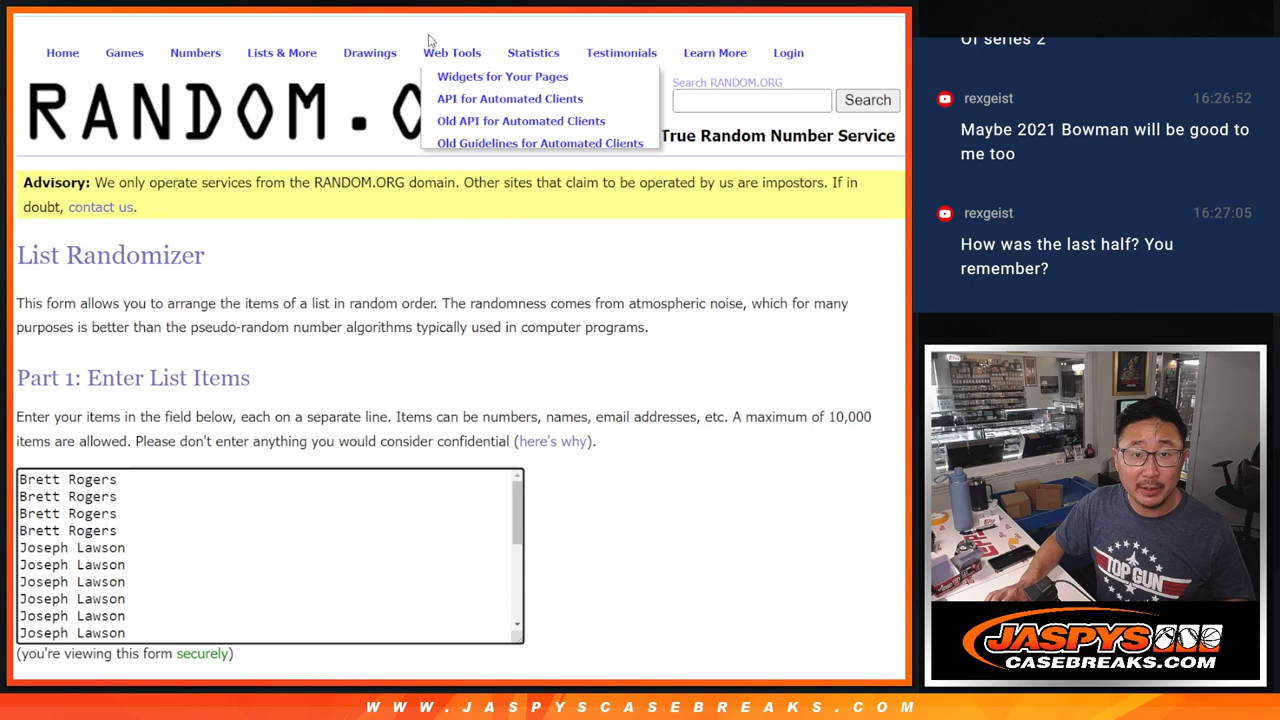 Home Games Numbers Lists & More Drawings Web Tools Statistics Testimonials Learn More Login
Widgets for Your Pages
API for Automated Clients
Old API for Automated Clients
Old Guidelines for Automated Clients
Search RANDOM.ORG
Search
RANDOM.O
True Random Number Service
Advisory: We only operate services from the RANDOM.ORG domain. Other sites that claim to be operated by us are impostors. If in
doubt, contact us.
List Randomizer
This form allows you to arrange the items of a list in random order. The randomness comes from atmospheric noise, which for many
purposes is better than the pseudo-random number algorithms typically used in computer programs.
Part 1: Enter List Items
Enter your items in the field below, each on a separate line. Items can be numbers, names, email addresses, etc. A maximum of 10,000
items are allowed. Please don't enter anything you would consider confidential (here's why).
Brett Rogers
Brett Rogers
Brett Rogers
Brett Rogers
Joseph Lawson
Joseph Lawson
Joseph Lawson
Joseph Lawson
Joseph Lawson
Joseph Lawson
(you're viewing this form securely)
Of series 2
rexgeist 16:26:52
Maybe 2021 Bowman will be good to
me too
rexgeist 16:27:05
How was the last half? You
remember?
TOP GUN
JASPYS
CASEBREAKS.COM
WWW.JASPYSCASEBREAKS.COM